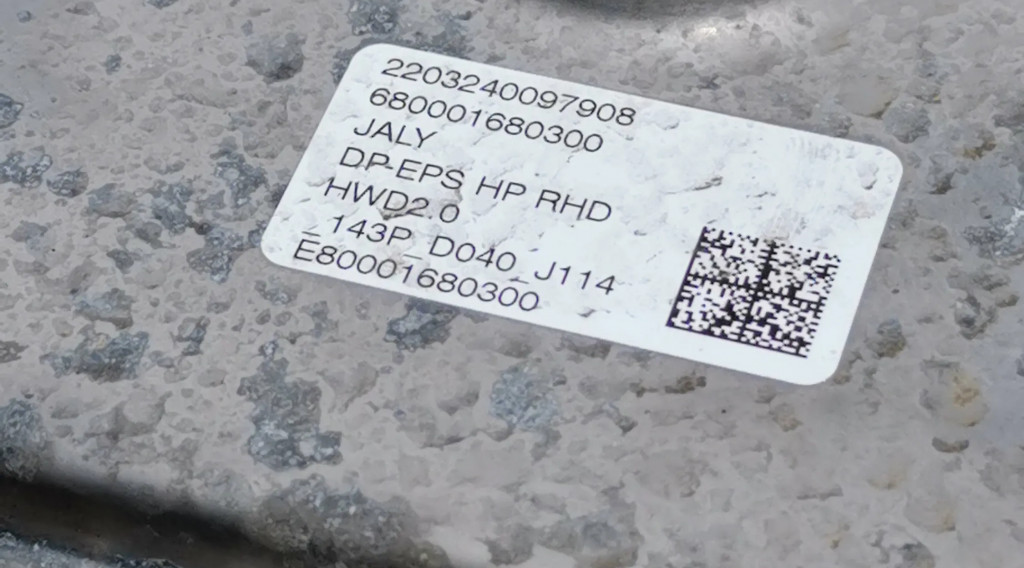 2203240097908
680001680300
JALY
DP-EPS HP RHD
HWD2.0
_143P_D040_J114
E80001680300